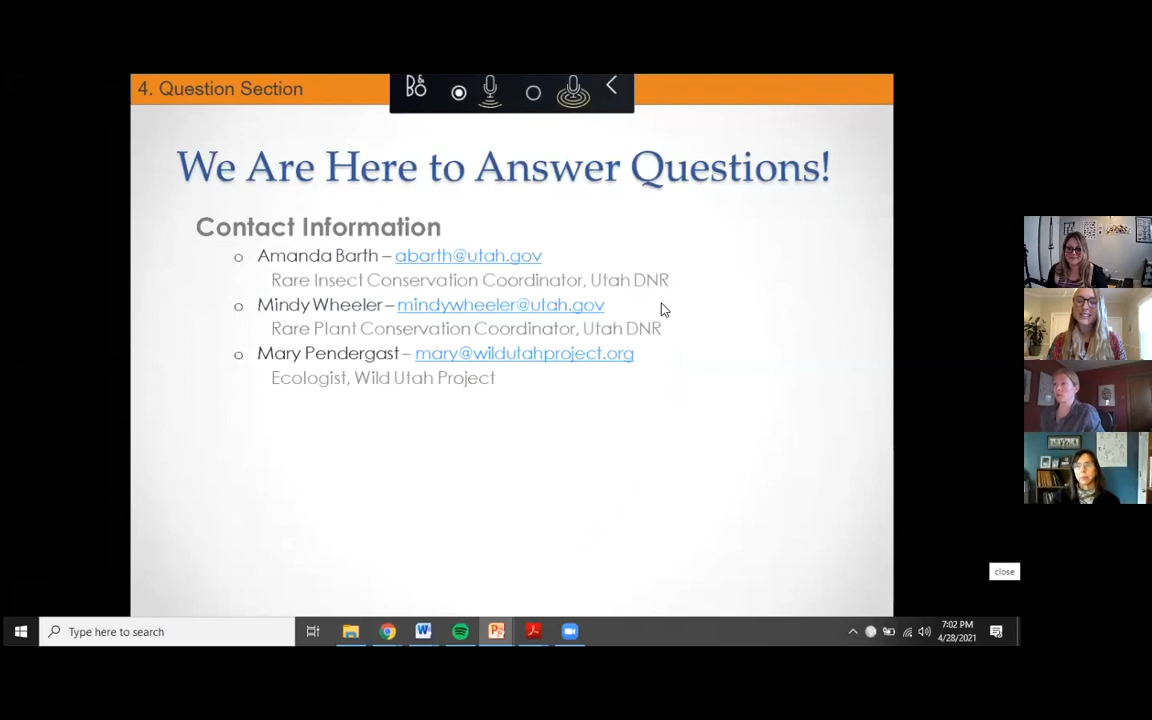 4. Question Section
B&O
We Are Here to Answer Questions!
Contact Information
Amanda Barth – abarth@utah.gov
Rare Insect Conservation Coordinator, Utah DNR
Mindy Wheeler – mindywheeler@utah.gov
Rare Plant Conservation Coordinator, Utah DNR
Mary Pendergast – mary@wildutahproject.org
Ecologist, Wild Utah Project
close
Type here to search
7:02 PM
4/28/2021